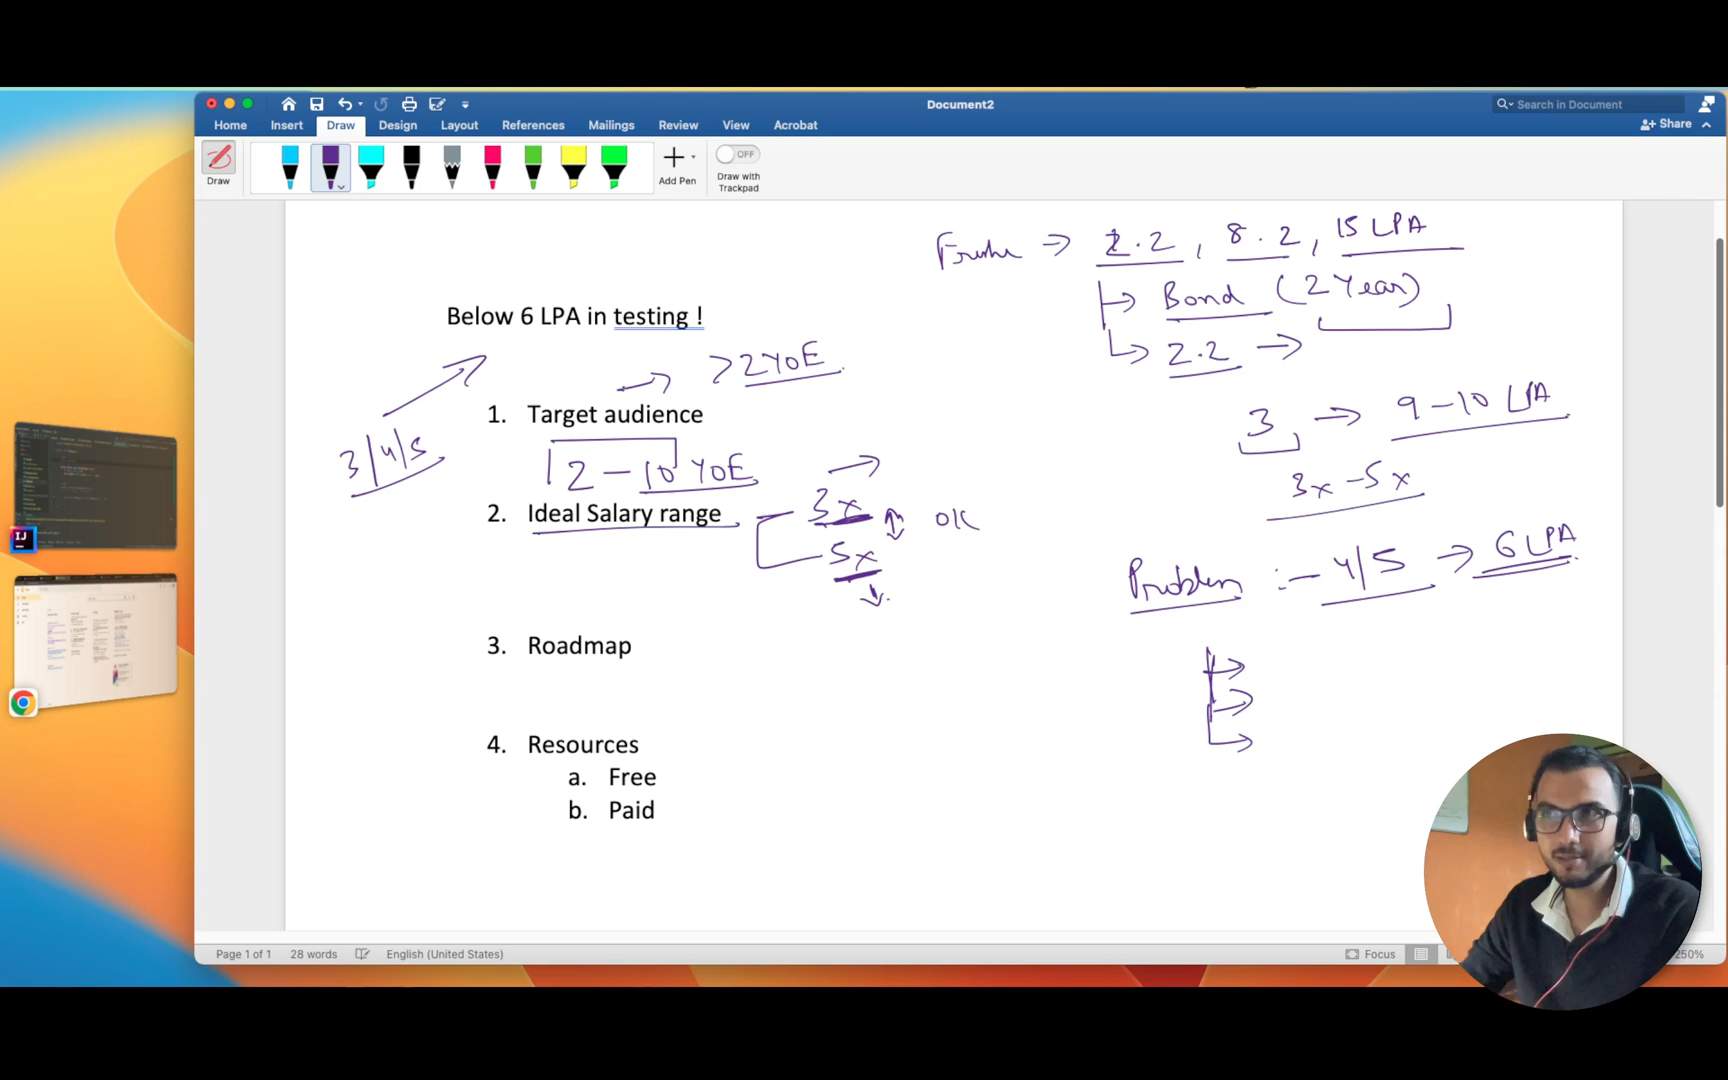 Document2
Search in Document
Home Insert Draw Design Layout References Mailings Review View Acrobat
Share
Draw
Add Pen
OFF
Draw with Trackpad
2.2, 8.2, 15 LPA
Bond (2 Year)
2.2
Below 6 LPA in testing !
>2 YOE
3/4/5
1. Target audience
2 – 10 YOE
3 → 9 – 10 LPA
3x – 5x
2. Ideal Salary range
3x
OK
5x
Problem :– 4/5 → 6 LPA
3. Roadmap
4. Resources
a. Free
b. Paid
IJ
Page 1 of 1 28 words English (United States)
Focus
250%